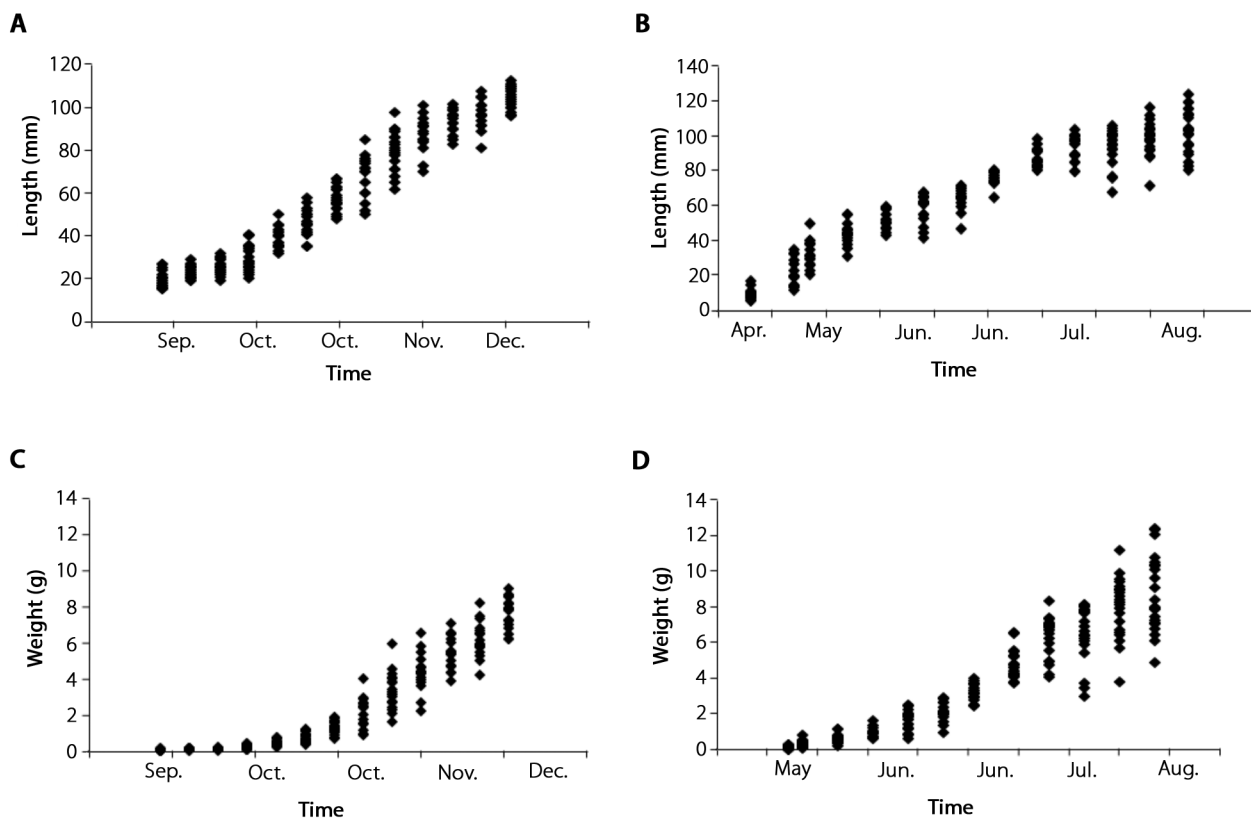 A
B
120
100
80
60
40
20
0
Length (mm)
Sep. Oct. Oct. Nov. Dec.
Time
140
120
100
80
60
40
20
0
Length (mm)
Apr. May Jun. Jun. Jul. Aug.
Time
C
D
14
12
10
8
6
4
2
0
Weight (g)
Sep. Oct. Oct. Nov. Dec.
Time
14
12
10
8
6
4
2
0
Weight (g)
May Jun. Jun. Jul. Aug.
Time